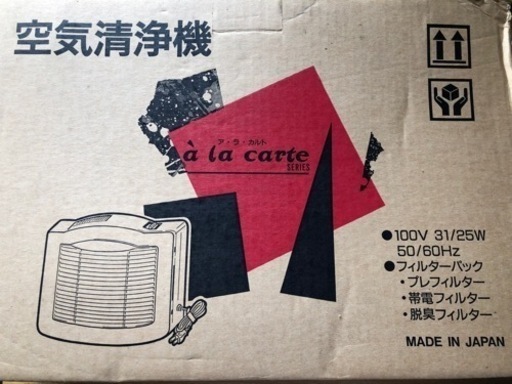 空気清浄機
ア・ラ・カルト
à la carte
SERIES
●100V 31/25W
50/60Hz
●フィルターパック
・プレフィルター
・帯電フィルター
・脱臭フィルター
MADE IN JAPAN